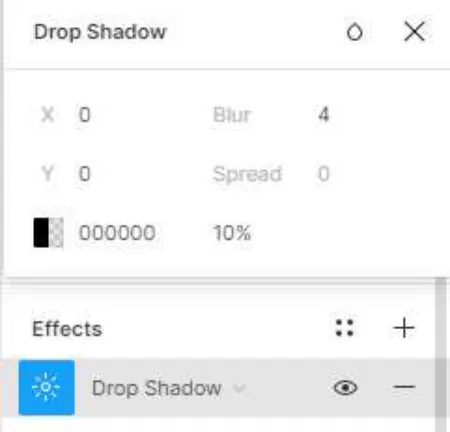 Drop Shadow
X 0 Blur 4
Y 0 Spread 0
000000 10%
Effects
Drop Shadow